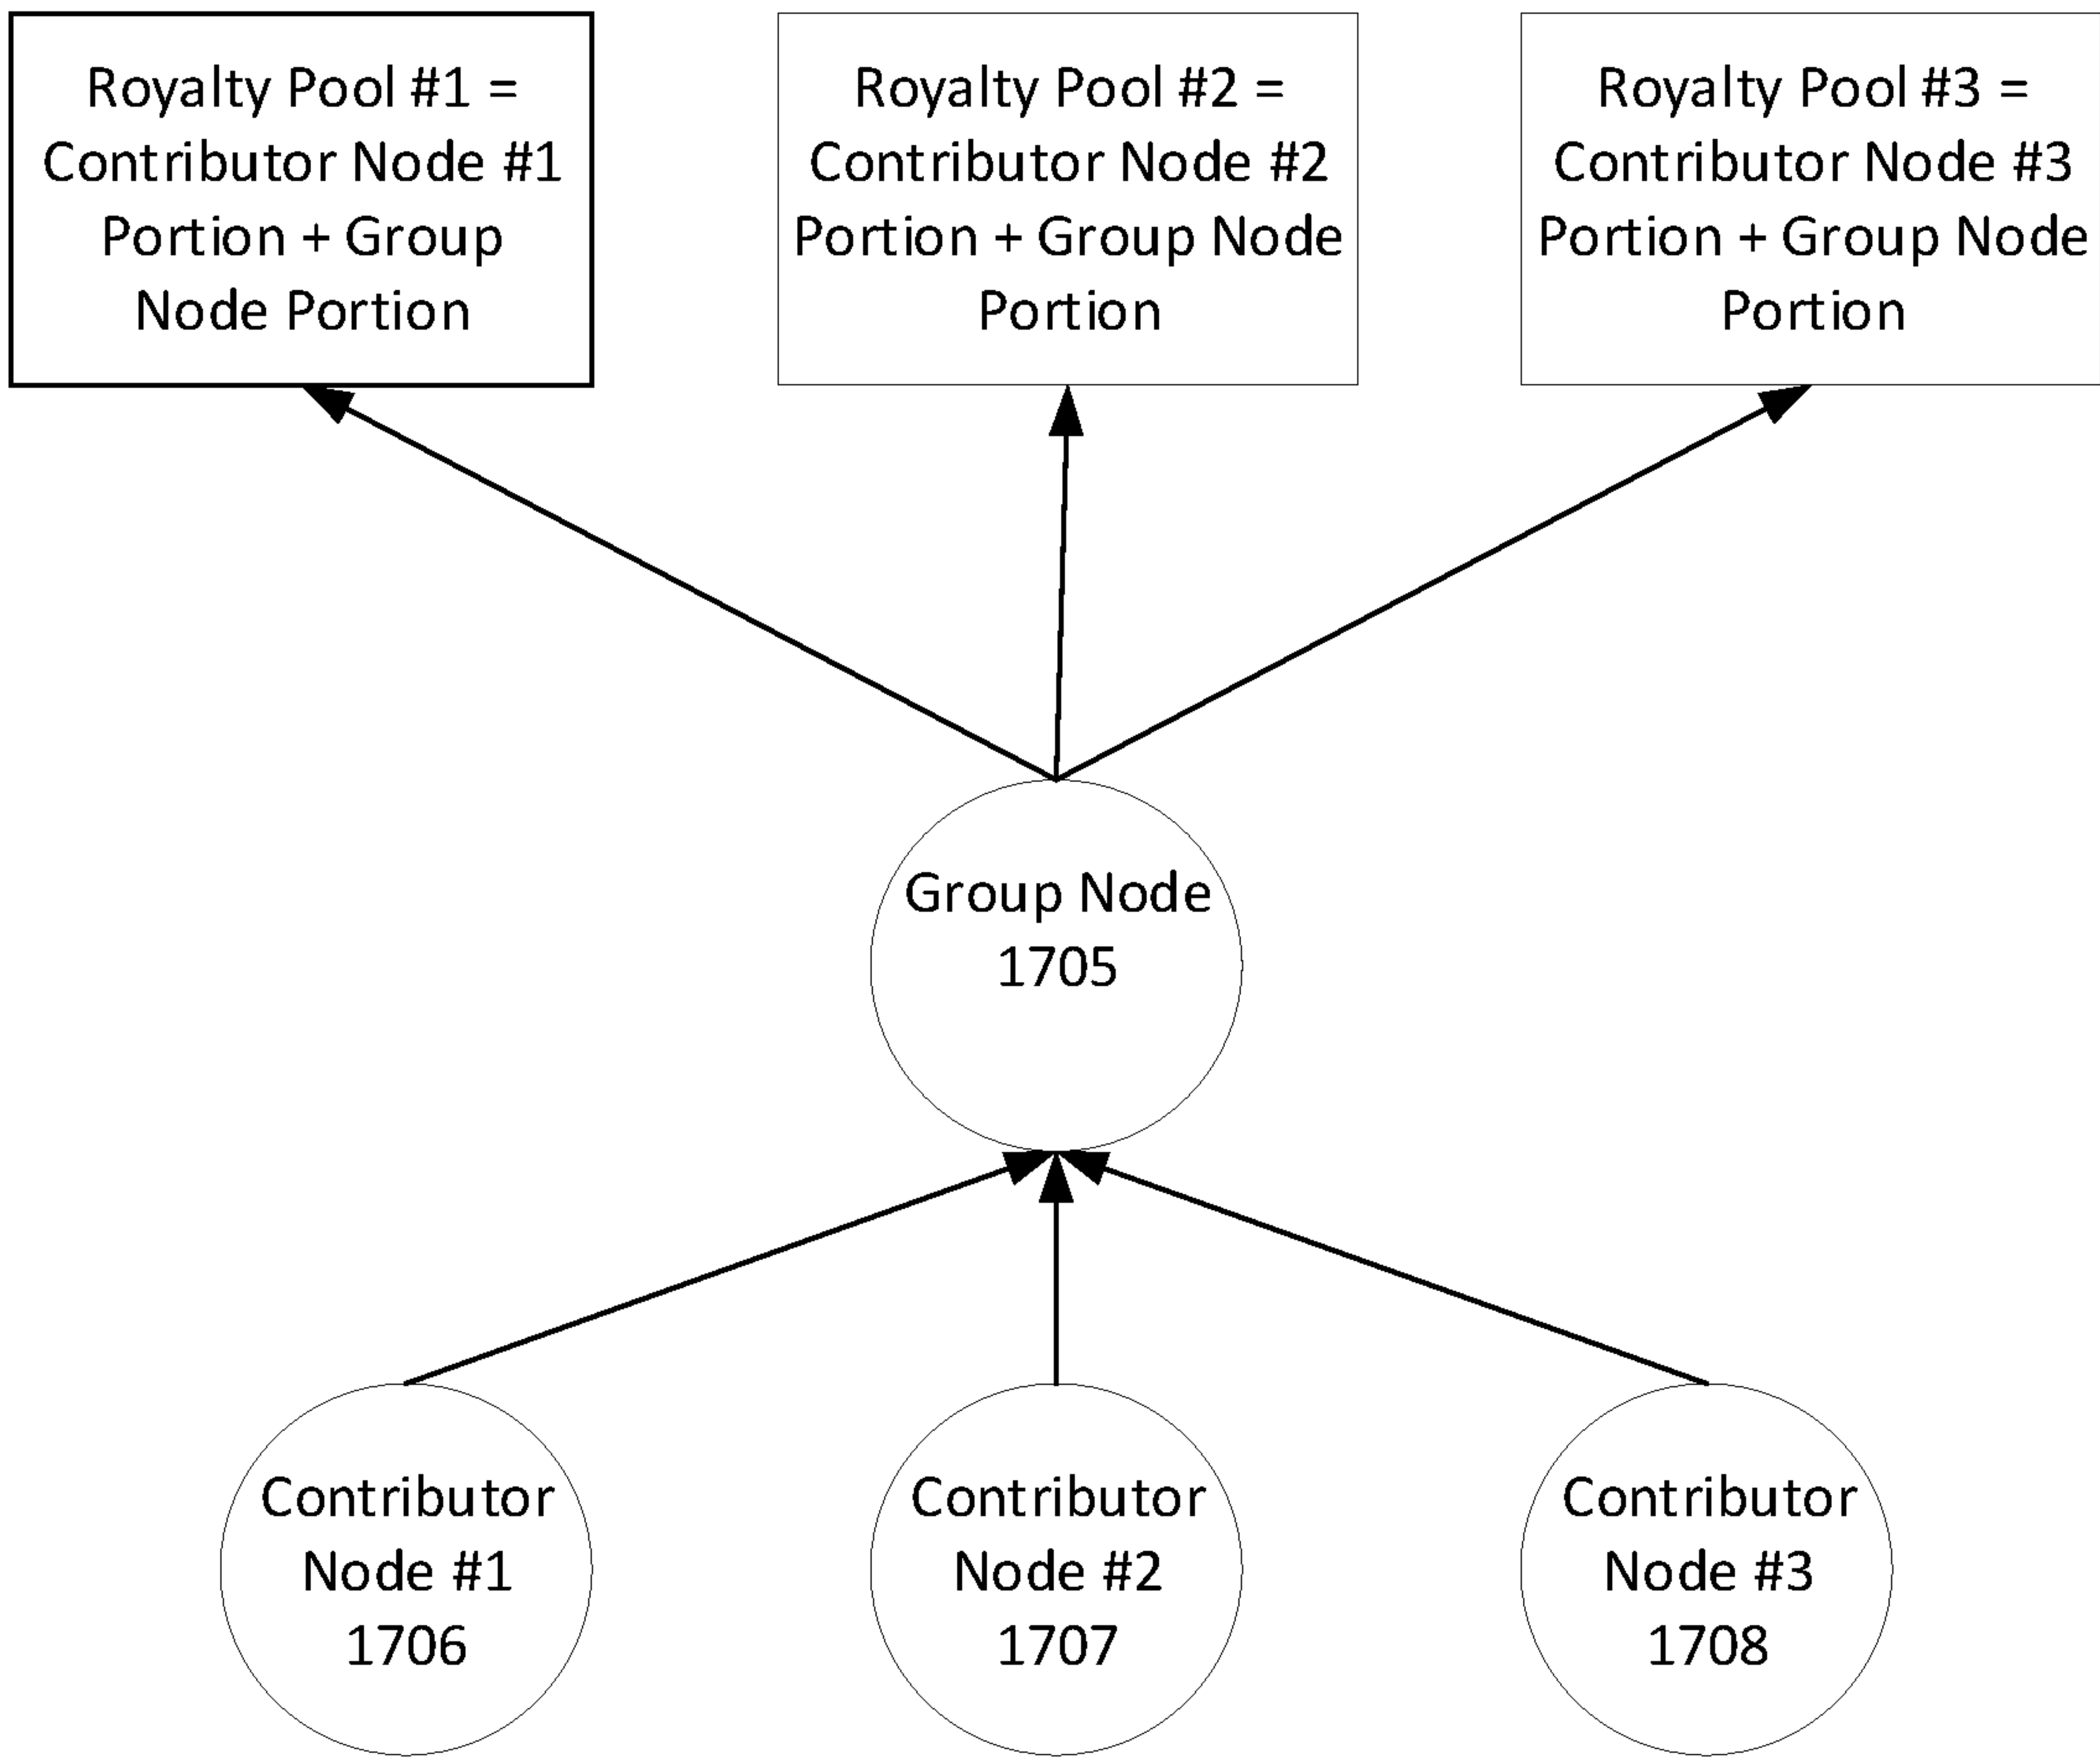 Royalty Pool #1 =
Contributor Node #1
Portion + Group
Node Portion
Royalty Pool #2 =
Contributor Node #2
Portion + Group Node
Portion
Royalty Pool #3 =
Contributor Node #3
Portion + Group Node
Portion
Group Node
1705
Contributor
Node #1
1706
Contributor
Node #2
1707
Contributor
Node #3
1708